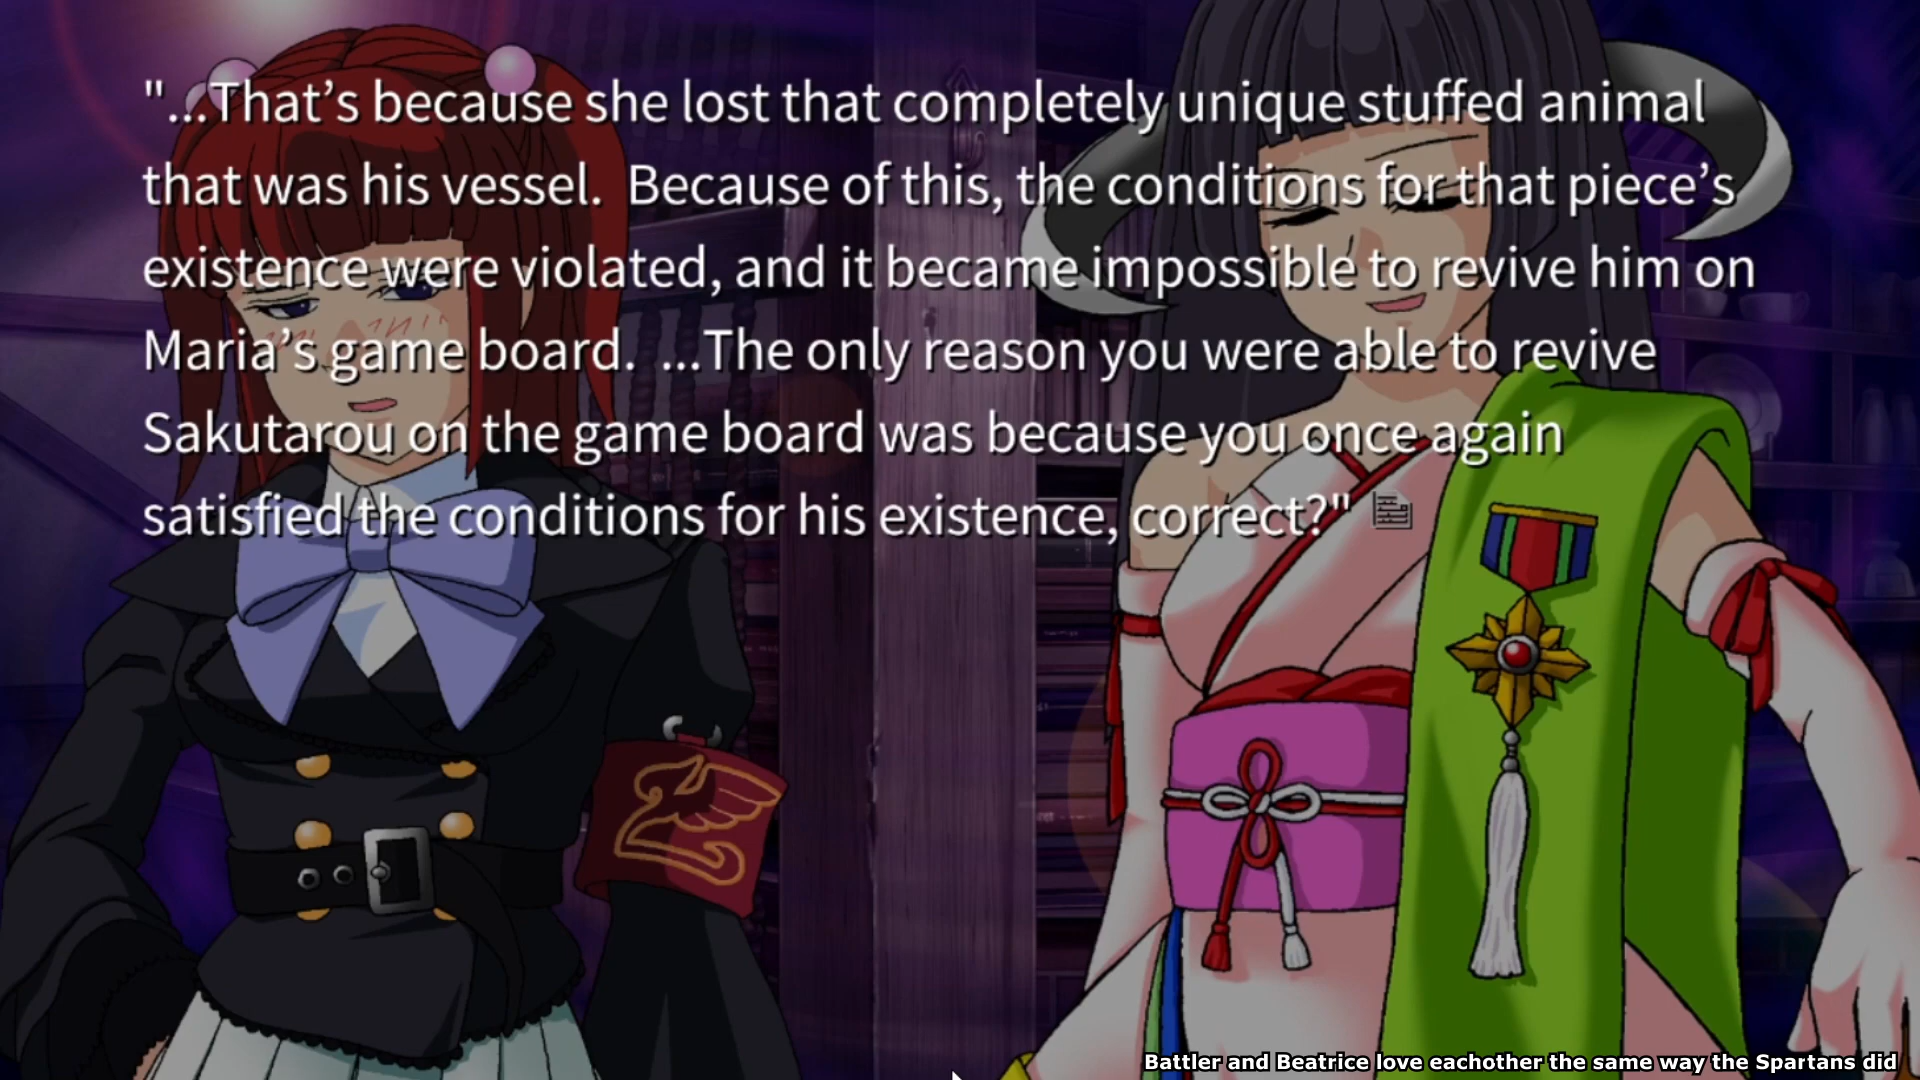 "...That’s because she lost that completely unique stuffed animal
that was his vessel.  Because of this, the conditions for that piece’s
existence were violated, and it became impossible to revive him on
Maria’s game board.  ...The only reason you were able to revive
Sakutarou on the game board was because you once again
satisfied the conditions for his existence, correct?"
Battler and Beatrice love eachother the same way the Spartans did